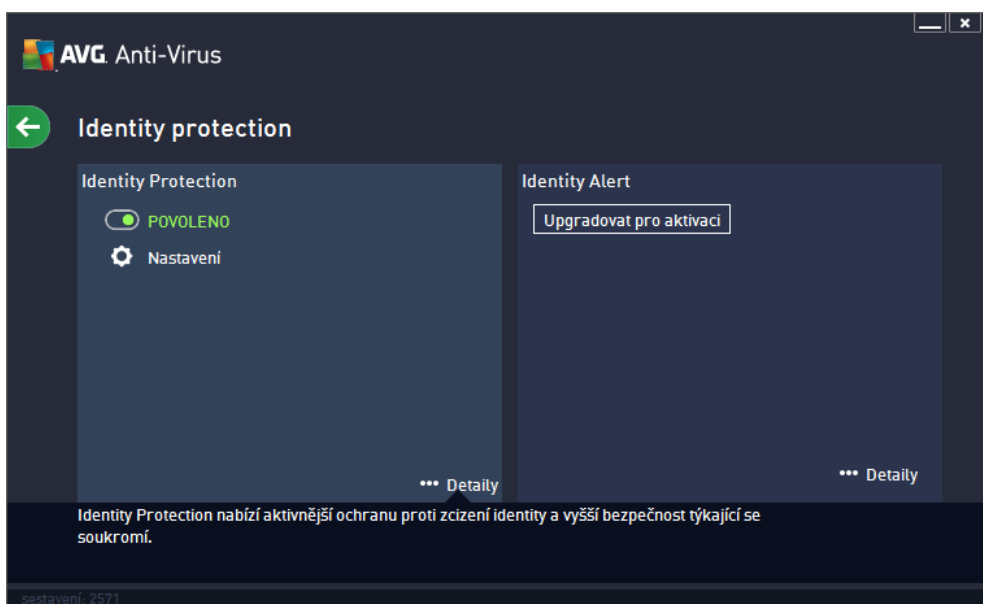 AVG. Anti-Virus
Identity protection
Identity Protection
POVOLENO
Nastavení
••• Detaily
Identity Alert
Upgradovat pro aktivaci
••• Detaily
Identity Protection nabízí aktivnější ochranu proti zcizení identity a vyšší bezpečnost týkající se
soukromí.
sestavení: 2571